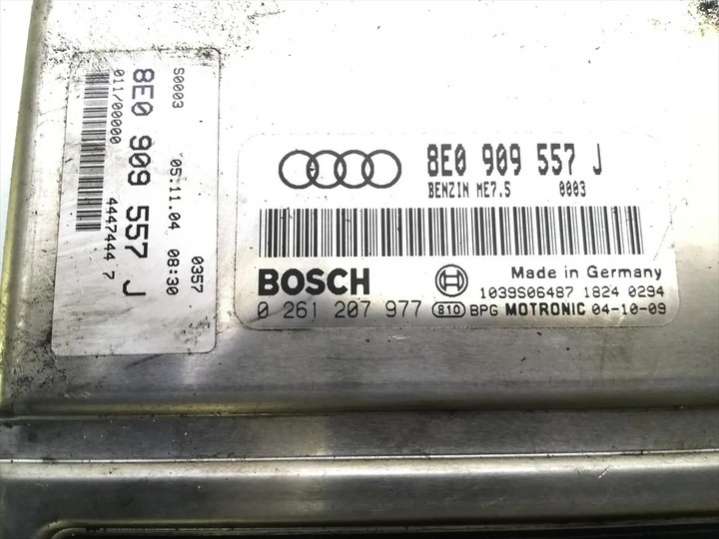 S0003 05.11.04 08:30 0357
8E0 909 557 J
011/00000 4447444 7
8E0 909 557 J
BENZIN ME7.5 0003
BOSCH Made in Germany
1039S06487 1824 0294
0 261 207 977 810 BPG MOTRONIC 04-10-09